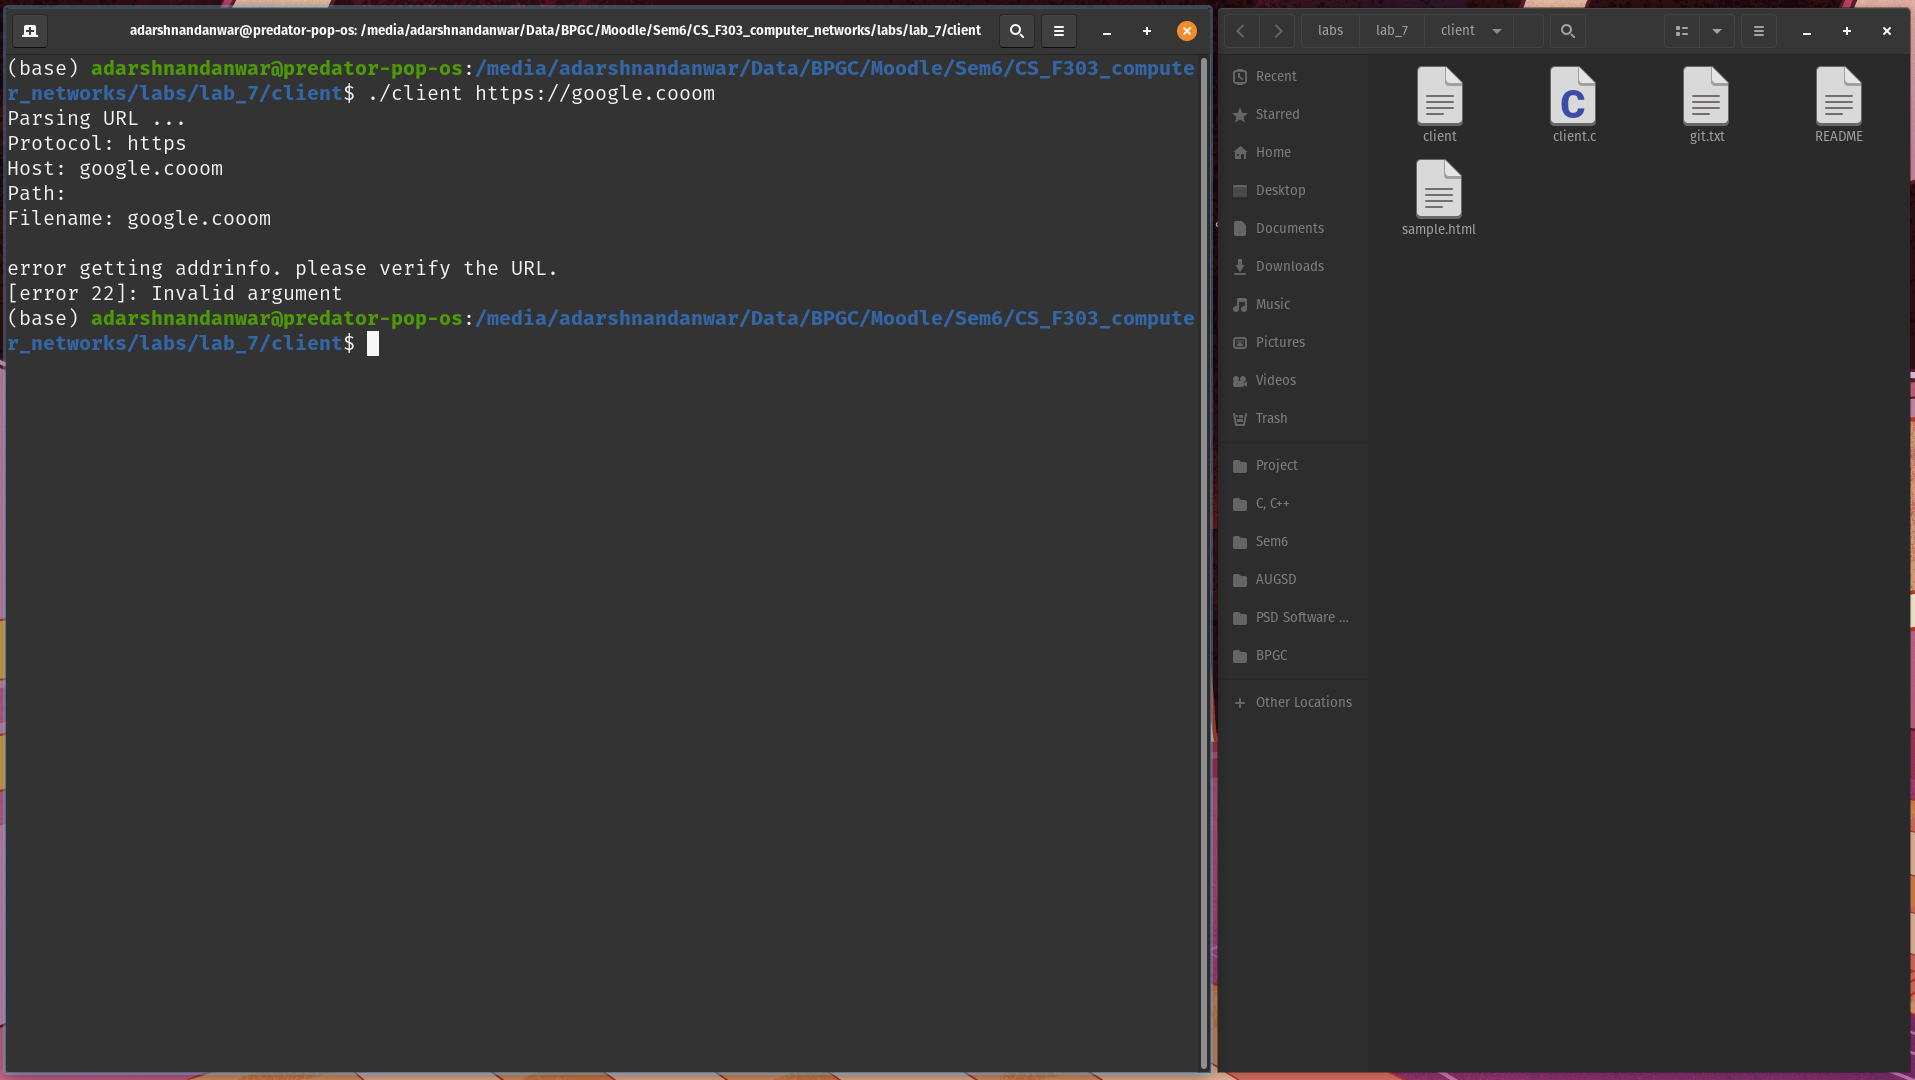 adarshnandanwar@predator-pop-os: /media/adarshnandanwar/Data/BPGC/Moodle/Sem6/CS_F303_computer_networks/labs/lab_7/client
(base) adarshnandanwar@predator-pop-os:/media/adarshnandanwar/Data/BPGC/Moodle/Sem6/CS_F303_compute
r_networks/labs/lab_7/client$ ./client https://google.cooom
Parsing URL ...
Protocol: https
Host: google.cooom
Path:
Filename: google.cooom
error getting addrinfo. please verify the URL.
[error 22]: Invalid argument
(base) adarshnandanwar@predator-pop-os:/media/adarshnandanwar/Data/BPGC/Moodle/Sem6/CS_F303_compute
r_networks/labs/lab_7/client$
labs lab_7 client
Recent
Starred
Home
Desktop
Documents
Downloads
Music
Pictures
Videos
Trash
Project
C, C++
Sem6
AUGSD
PSD Software ...
BPGC
Other Locations
client client.c git.txt README
sample.html